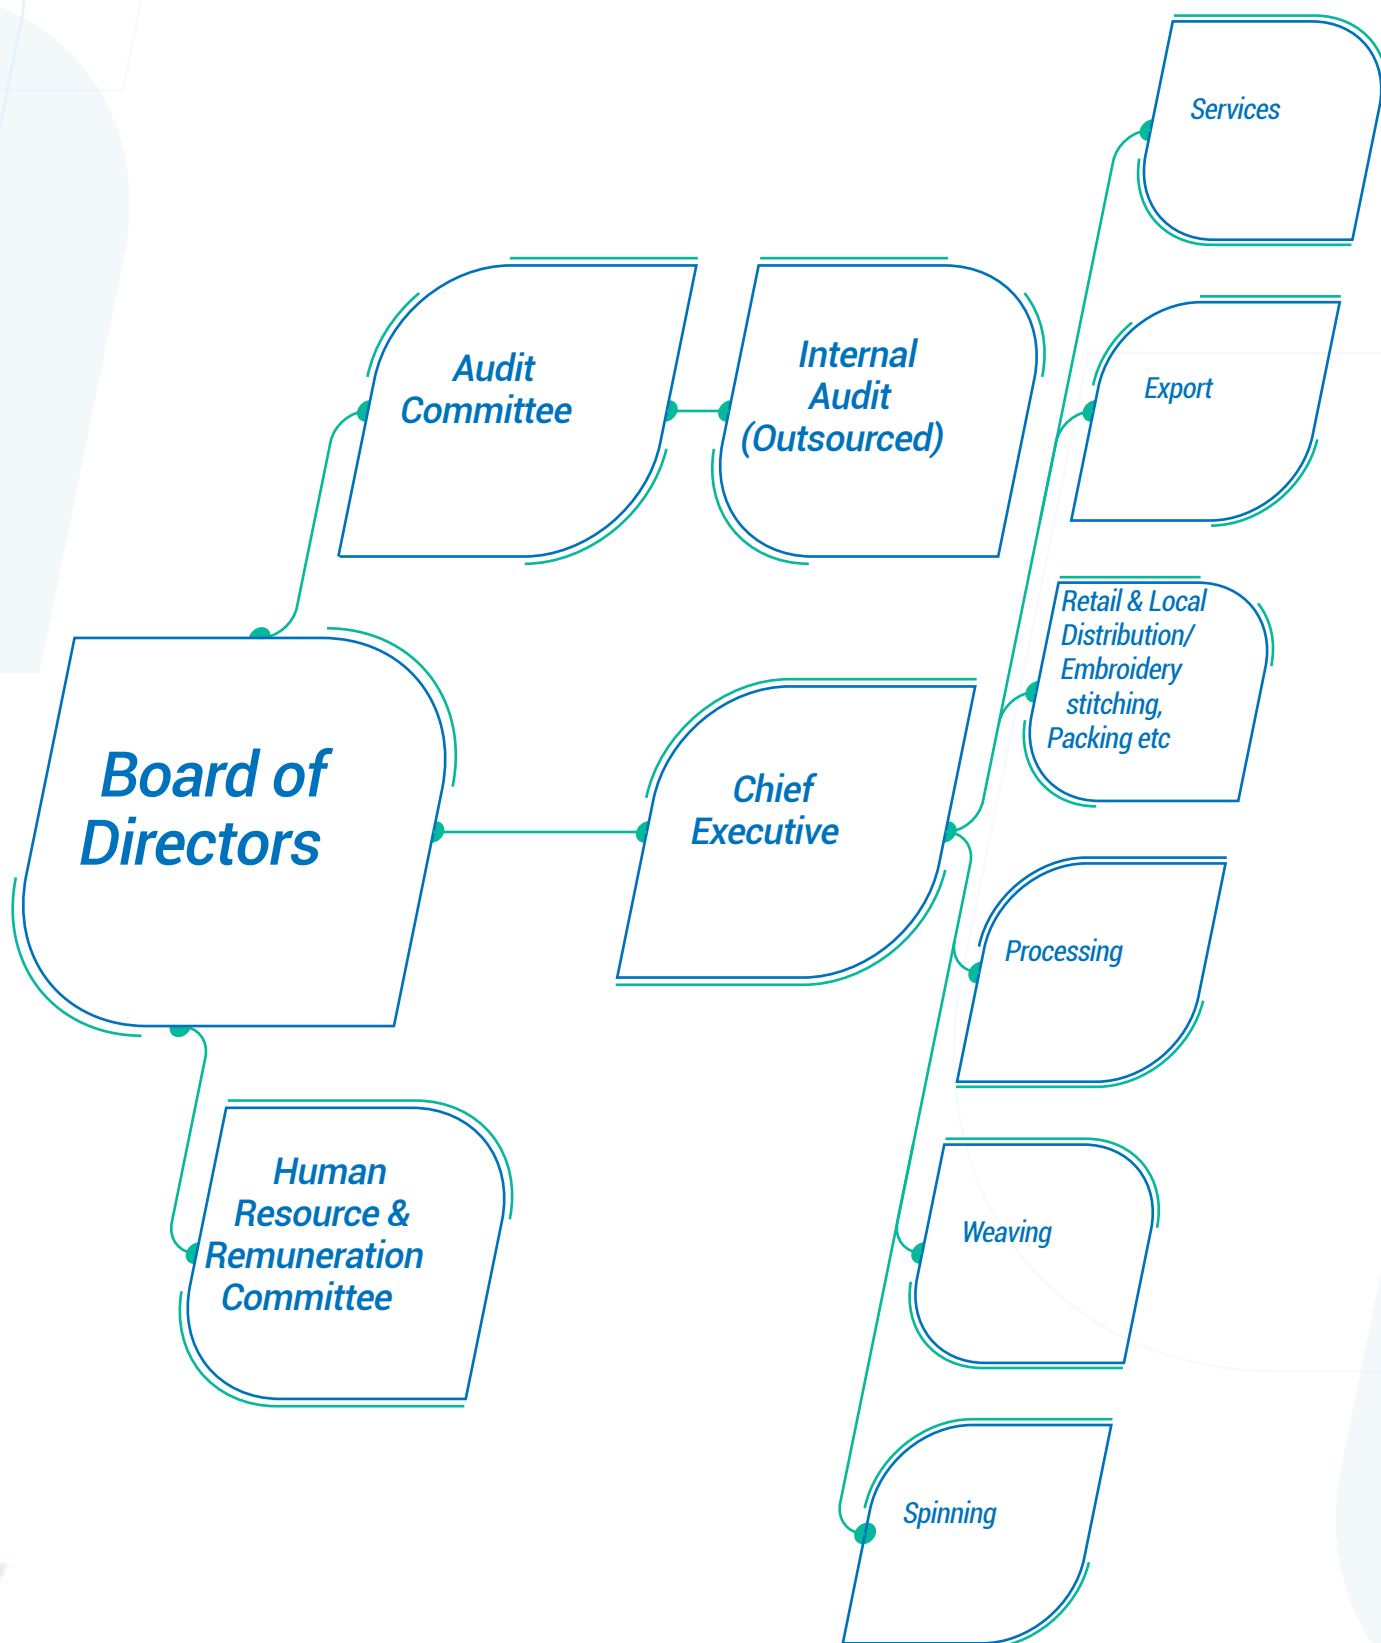 Services
Export
Audit
Committee
Internal
Audit
(Outsourced)
Retail & Local
Distribution/
Embroidery
stitching,
Packing etc
Board of
Directors
Chief
Executive
Processing
Human
Resource &
Remuneration
Committee
Weaving
Spinning